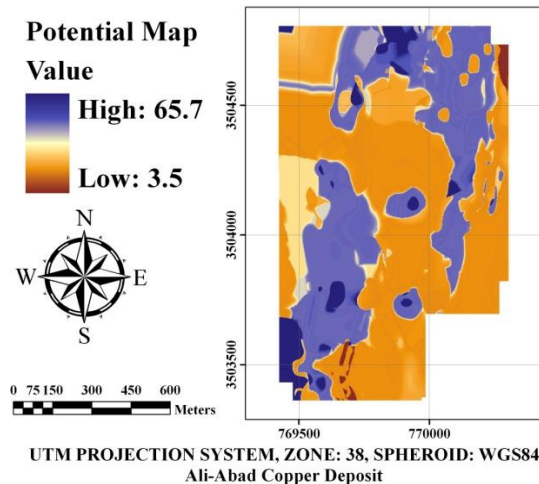 Potential Map
Value
High: 65.7
Low: 3.5
N
W E
S
0 75 150 300 450 600
Meters
3504500
3504000
3503500
769500 770000
UTM PROJECTION SYSTEM, ZONE: 38, SPHEROID: WGS84
Ali-Abad Copper Deposit